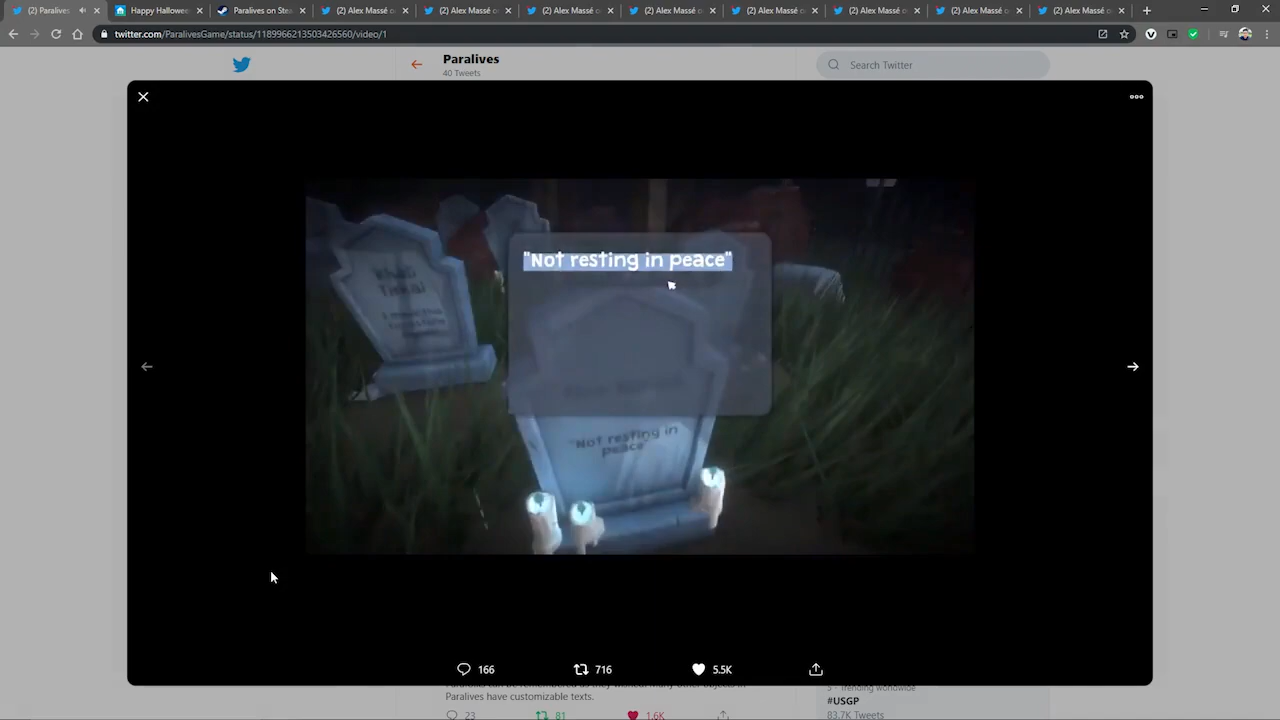 (2) Paralives
Happy Hallowe
Paralives on Ste
(2) Alex Massé o
(2) Alex Massé o
(2) Alex Massé o
(2) Alex Massé o
(2) Alex Massé o
(2) Alex Massé o
(2) Alex Massé o
(2) Alex Massé o
twitter.com/ParalivesGame/status/1189966213503426560/video/1
Paralives
40 Tweets
Search Twitter
"Not resting in peace"
"Not resting in
peace"
166
716
5.5K
Paralives have customizable texts.
23
81
1.6K
5 - Trending worldwide
#USGP
83.7K Tweets